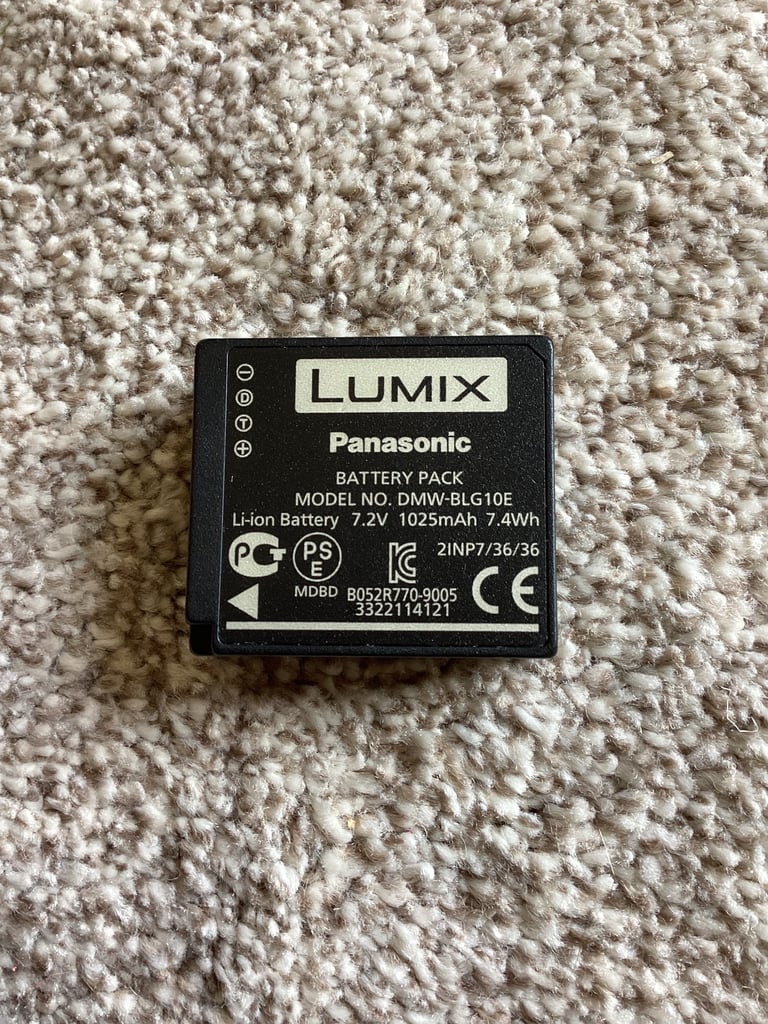 LUMIX
Panasonic
BATTERY PACK
MODEL NO. DMW-BLG10E
Li-ion Battery 7.2V 1025mAh 7.4Wh
D
T
2INP7/36/36
PS
E
MDBD
B052R770-9005
3322114121
CE